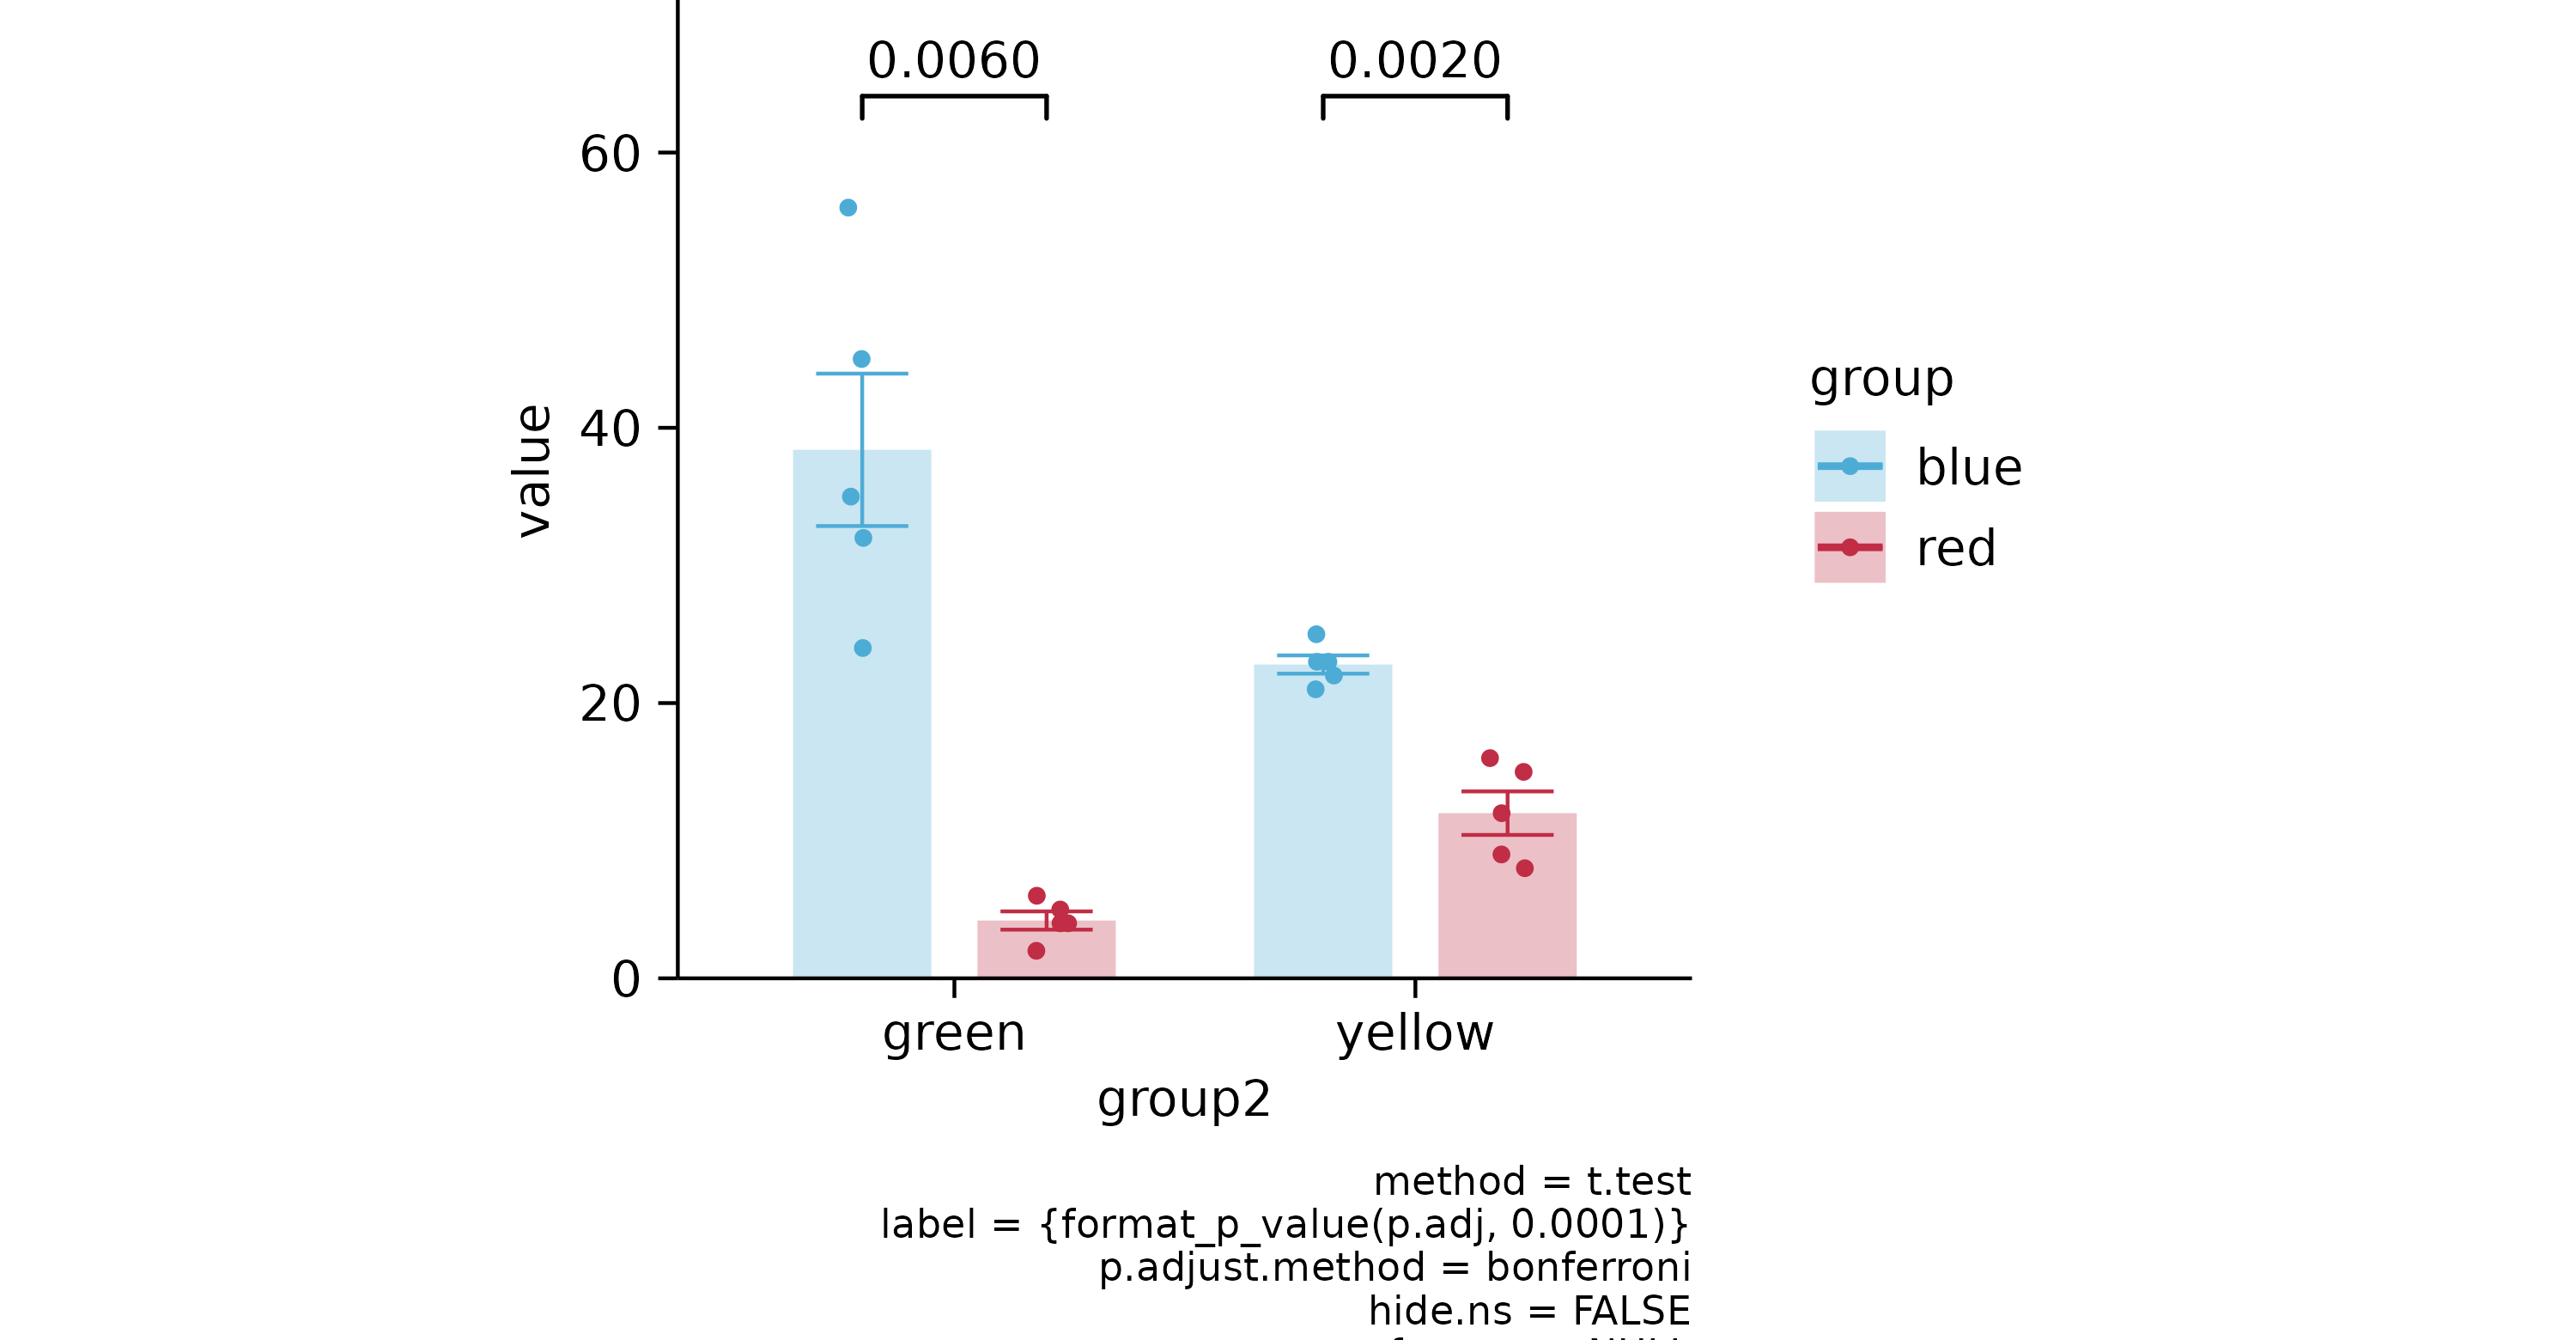 0.0060 0.0020
60
40
20
0
value
green yellow
group2
group
blue
red
method = t.test
label = {format_p_value(p.adj, 0.0001)}
p.adjust.method = bonferroni
hide.ns = FALSE